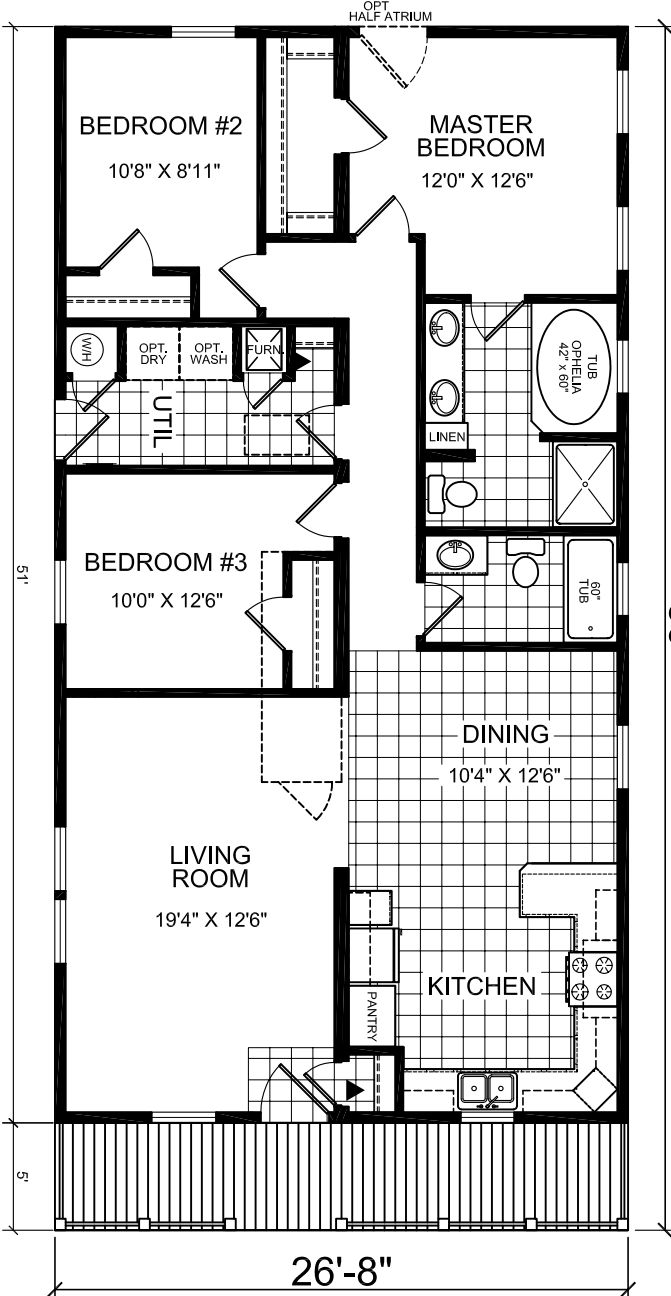 OPT
HALF ATRIUM
BEDROOM #2
10'8" X 8'11"
MASTER
BEDROOM
12'0" X 12'6"
W/H
OPT.
DRY
OPT.
WASH
FURN.
UTIL
TUB
OPHELIA
42" x 60"
LINEN
BEDROOM #3
10'0" X 12'6"
60"
TUB
51'
DINING
10'4" X 12'6"
LIVING
ROOM
19'4" X 12'6"
KITCHEN
PANTRY
5'
26'-8"